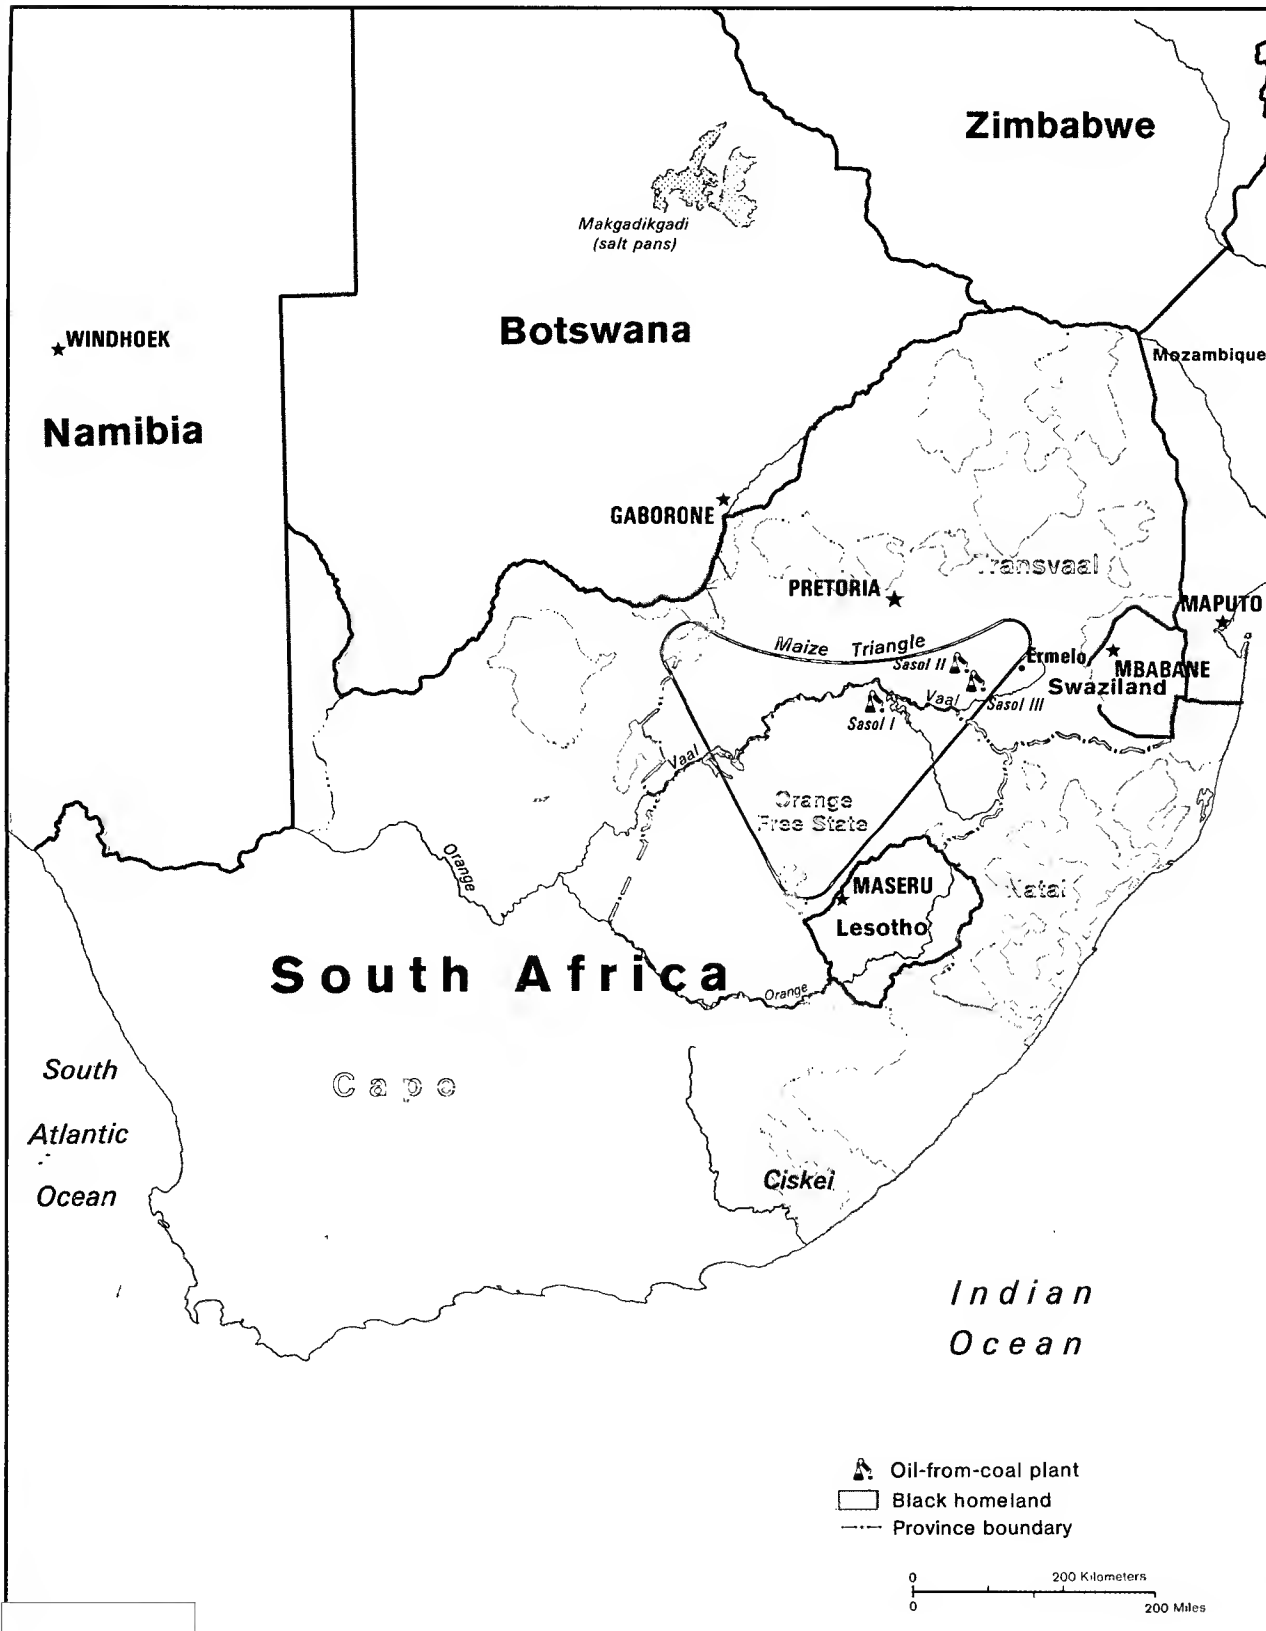 Zimbabwe
Makgadikgadi
(salt pans)
Botswana
WINDHOEK
Mozambique
Namibia
GABORONE
Transvaal
PRETORIA
MAPUTO
Maize Triangle
Ermelo
Sasol II
MBABANE
Swaziland
Vaal
Sasol III
Sasol I
Vaal
Orange
Free State
Orange
MASERU
Natal
Lesotho
South Africa
Orange
South
Atlantic
Ocean
Cape
Ciskei
Indian
Ocean
Oil-from-coal plant
Black homeland
Province boundary
0 200 Kilometers
0 200 Miles